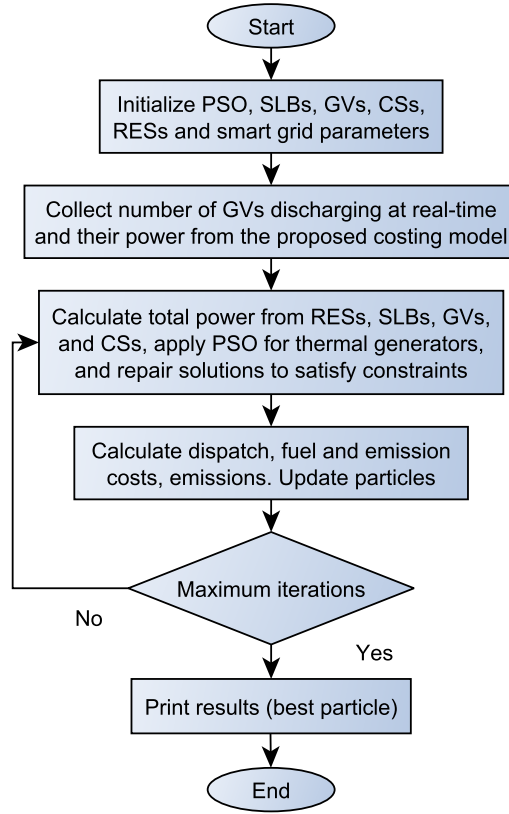 Start
Initialize PSO, SLBs, GVs, CSs,
RESs and smart grid parameters
Collect number of GVs discharging at real-time
and their power from the proposed costing model
Calculate total power from RESs, SLBs, GVs,
and CSs, apply PSO for thermal generators,
and repair solutions to satisfy constraints
Calculate dispatch, fuel and emission
costs, emissions. Update particles
Maximum iterations
No
Yes
Print results (best particle)
End